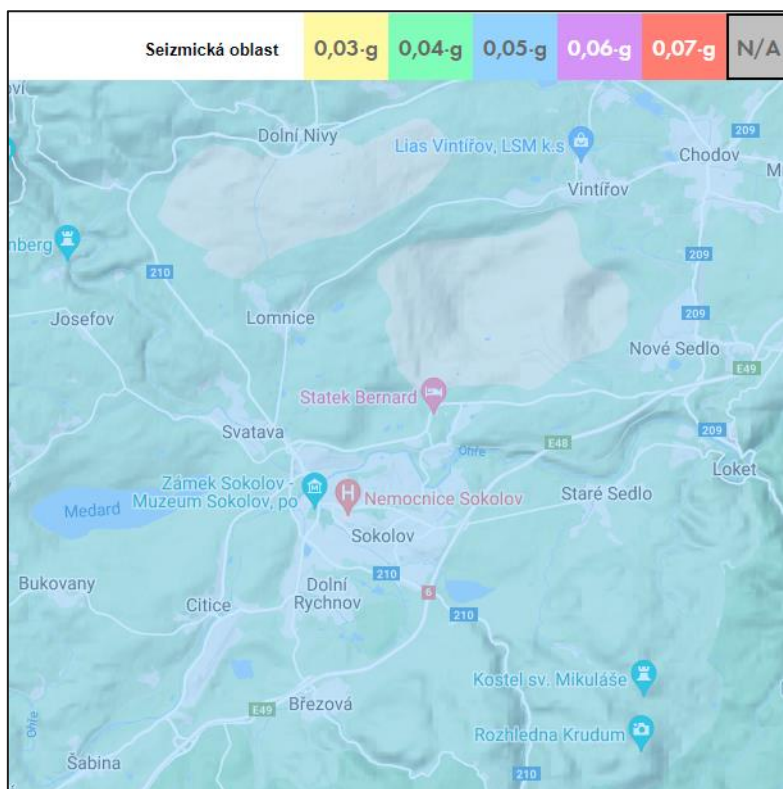 Seizmická oblast 0,03·g 0,04·g 0,05·g 0,06·g 0,07·g N/A
Dolní Nivy
Lias Vintířov, LSM k.s
209
Chodov
Vintířov
nberg
210
209
Josefov
Lomnice
209
Nové Sedlo
E49
Statek Bernard
Svatava
E48
209
Ohře
Loket
Zámek Sokolov -
Muzeum Sokolov, po
Nemocnice Sokolov
Staré Sedlo
Medard
Sokolov
Bukovany
210
Dolní
Rychnov
6
Citice
210
Kostel sv. Mikuláše
E49
Březová
Ohře
Rozhledna Krudum
Šabina
210